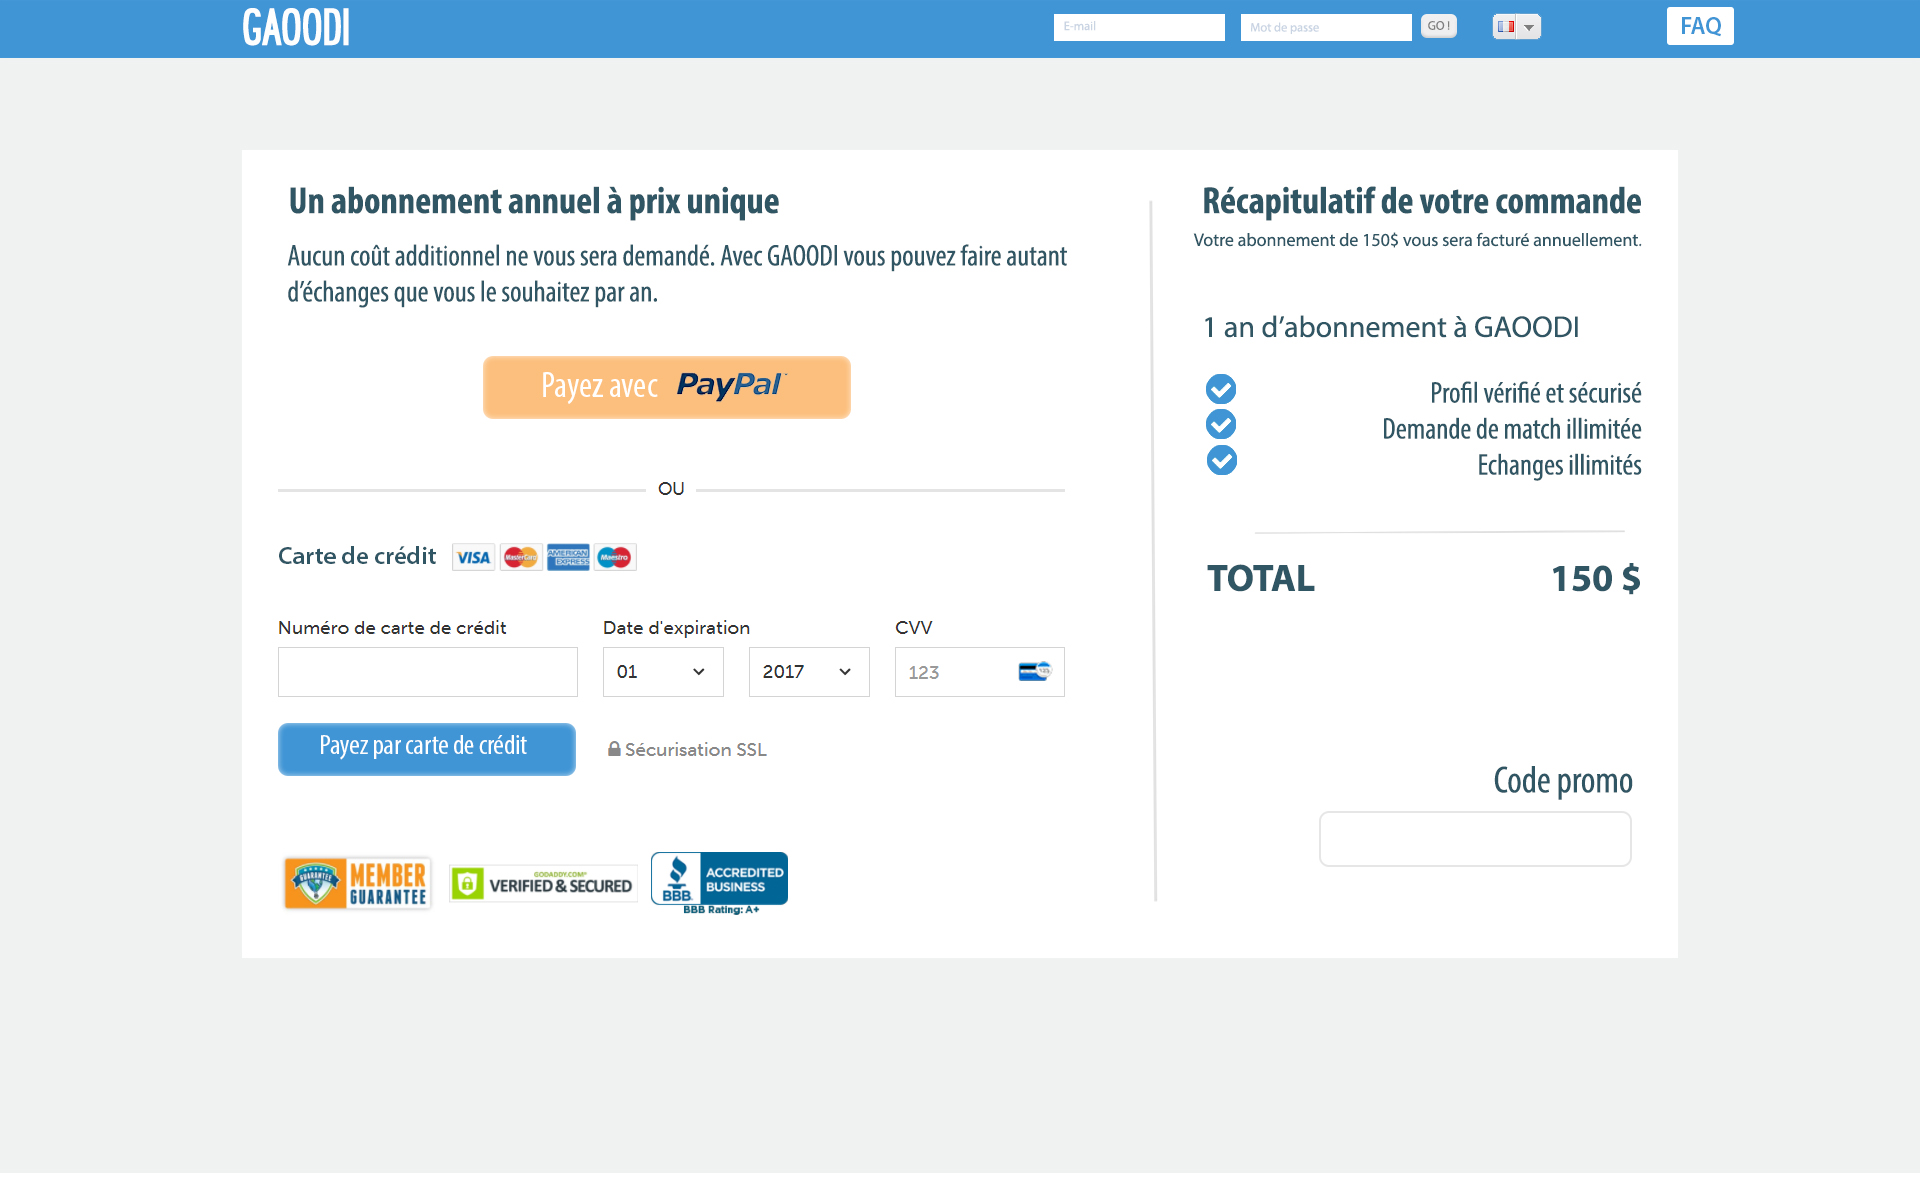 GAOODI
E-mail
Mot de passe
GO !
FAQ
Un abonnement annuel à prix unique
Aucun coût additionnel ne vous sera demandé. Avec GAOODI vous pouvez faire autant
d’échanges que vous le souhaitez par an.
Payez avec PayPal
OU
Carte de crédit
VISA
MasterCard
AMERICAN
EXPRESS
Maestro
Numéro de carte de crédit
Date d'expiration
CVV
01
2017
123
Payez par carte de crédit
Sécurisation SSL
GUARANTEE
MEMBER
GUARANTEE
GODADDY.COM®
VERIFIED & SECURED
BBB.
ACCREDITED
BUSINESS
BBB Rating: A+
Récapitulatif de votre commande
Votre abonnement de 150$ vous sera facturé annuellement.
1 an d’abonnement à GAOODI
Profil vérifié et sécurisé
Demande de match illimitée
Echanges illimités
TOTAL 150 $
Code promo